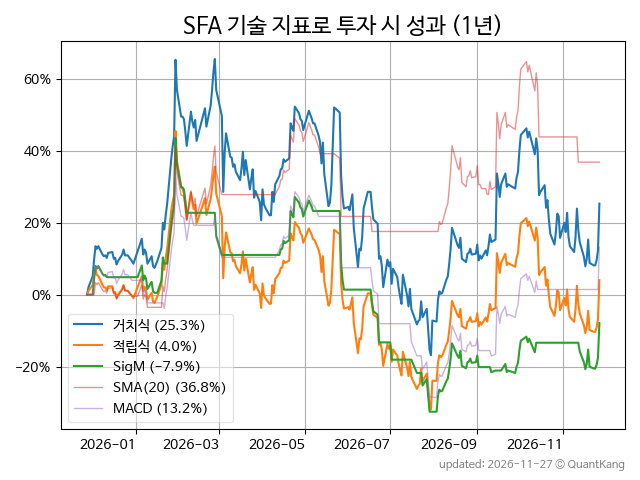 SFA 기술 지표로 투자 시 성과 (1년)
60%
40%
20%
0%
−20%
거치식 (25.3%)
적립식 (4.0%)
SigM (−7.9%)
SMA(20) (36.8%)
MACD (13.2%)
2026-01 2026-03 2026-05 2026-07 2026-09 2026-11
updated: 2026-11-27 © QuantKang